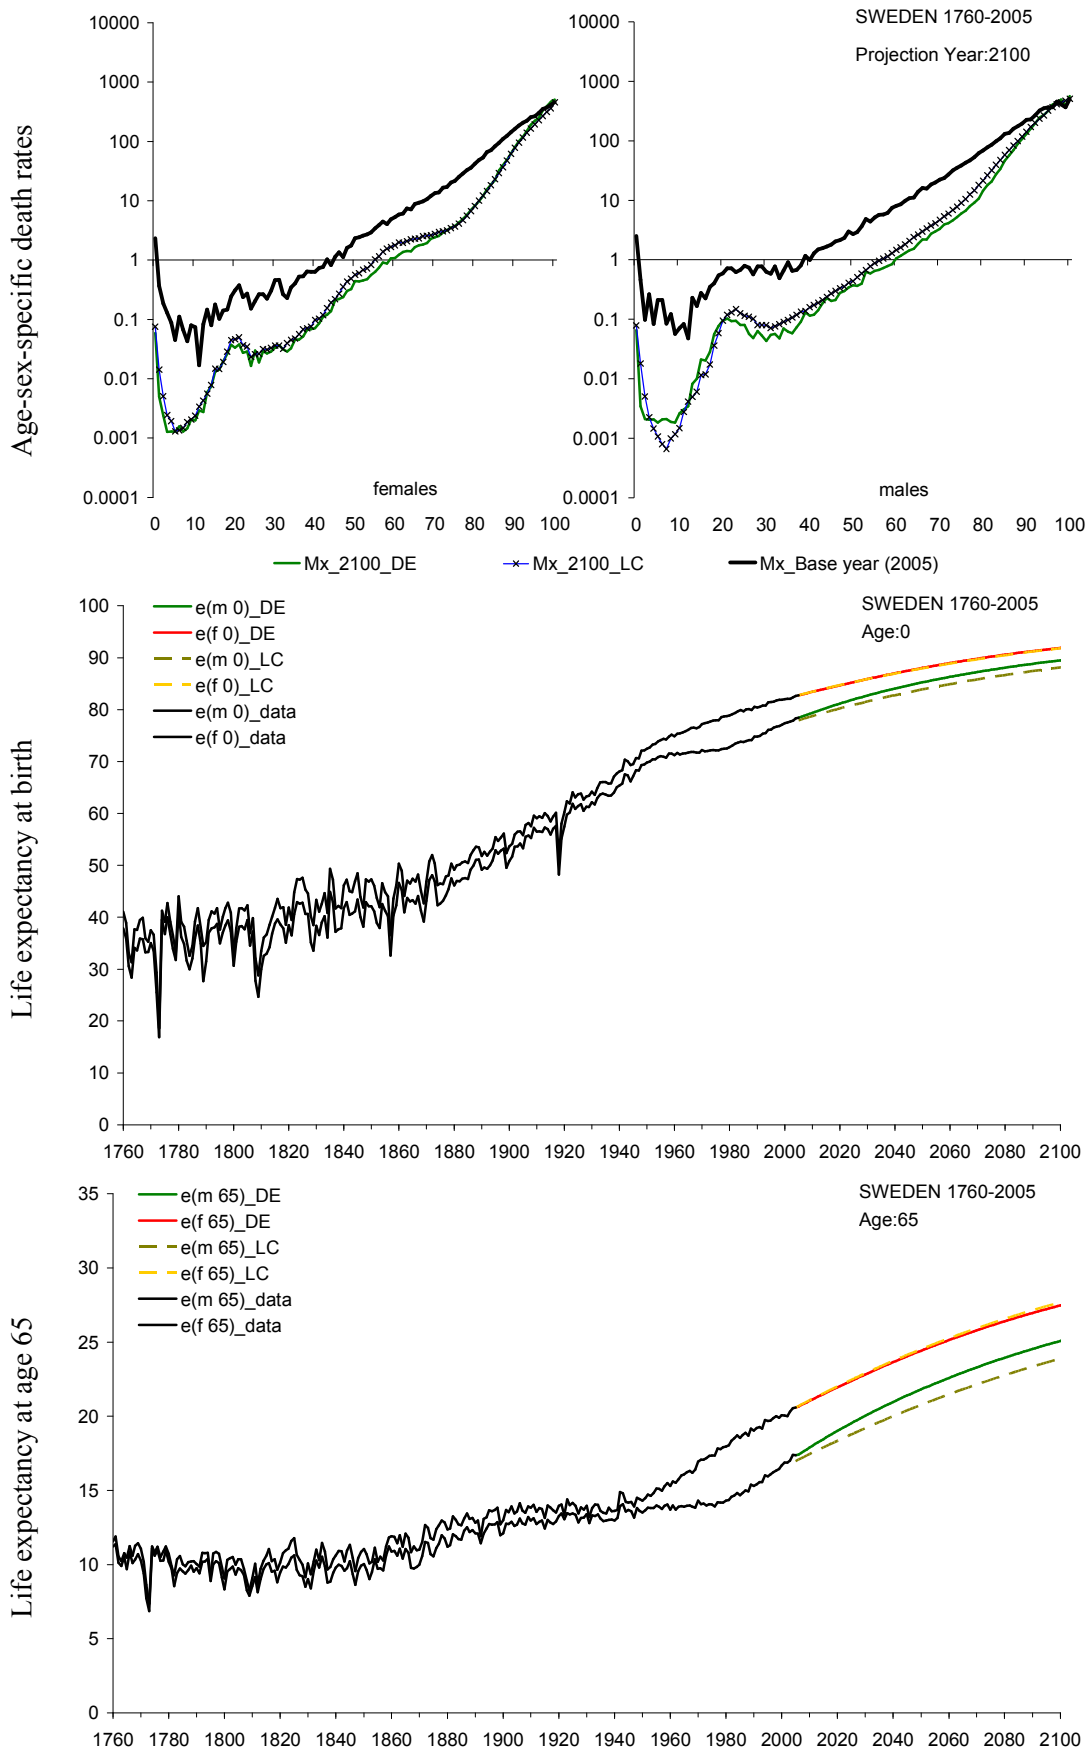 SWEDEN 1760-2005
Projection Year:2100
Age-sex-specific death rates
10000 1000 100 10 1 0.1 0.01 0.001 0.0001
females
0 10 20 30 40 50 60 70 80 90 100
10000 1000 100 10 1 0.1 0.01 0.001 0.0001
males
0 10 20 30 40 50 60 70 80 90 100
Mx_2100_DE Mx_2100_LC Mx_Base year (2005)
Life expectancy at birth
100 90 80 70 60 50 40 30 20 10 0
e(m 0)_DE
e(f 0)_DE
e(m 0)_LC
e(f 0)_LC
e(m 0)_data
e(f 0)_data
SWEDEN 1760-2005
Age:0
1760 1780 1800 1820 1840 1860 1880 1900 1920 1940 1960 1980 2000 2020 2040 2060 2080 2100
Life expectancy at age 65
35 30 25 20 15 10 5 0
e(m 65)_DE
e(f 65)_DE
e(m 65)_LC
e(f 65)_LC
e(m 65)_data
e(f 65)_data
SWEDEN 1760-2005
Age:65
1760 1780 1800 1820 1840 1860 1880 1900 1920 1940 1960 1980 2000 2020 2040 2060 2080 2100